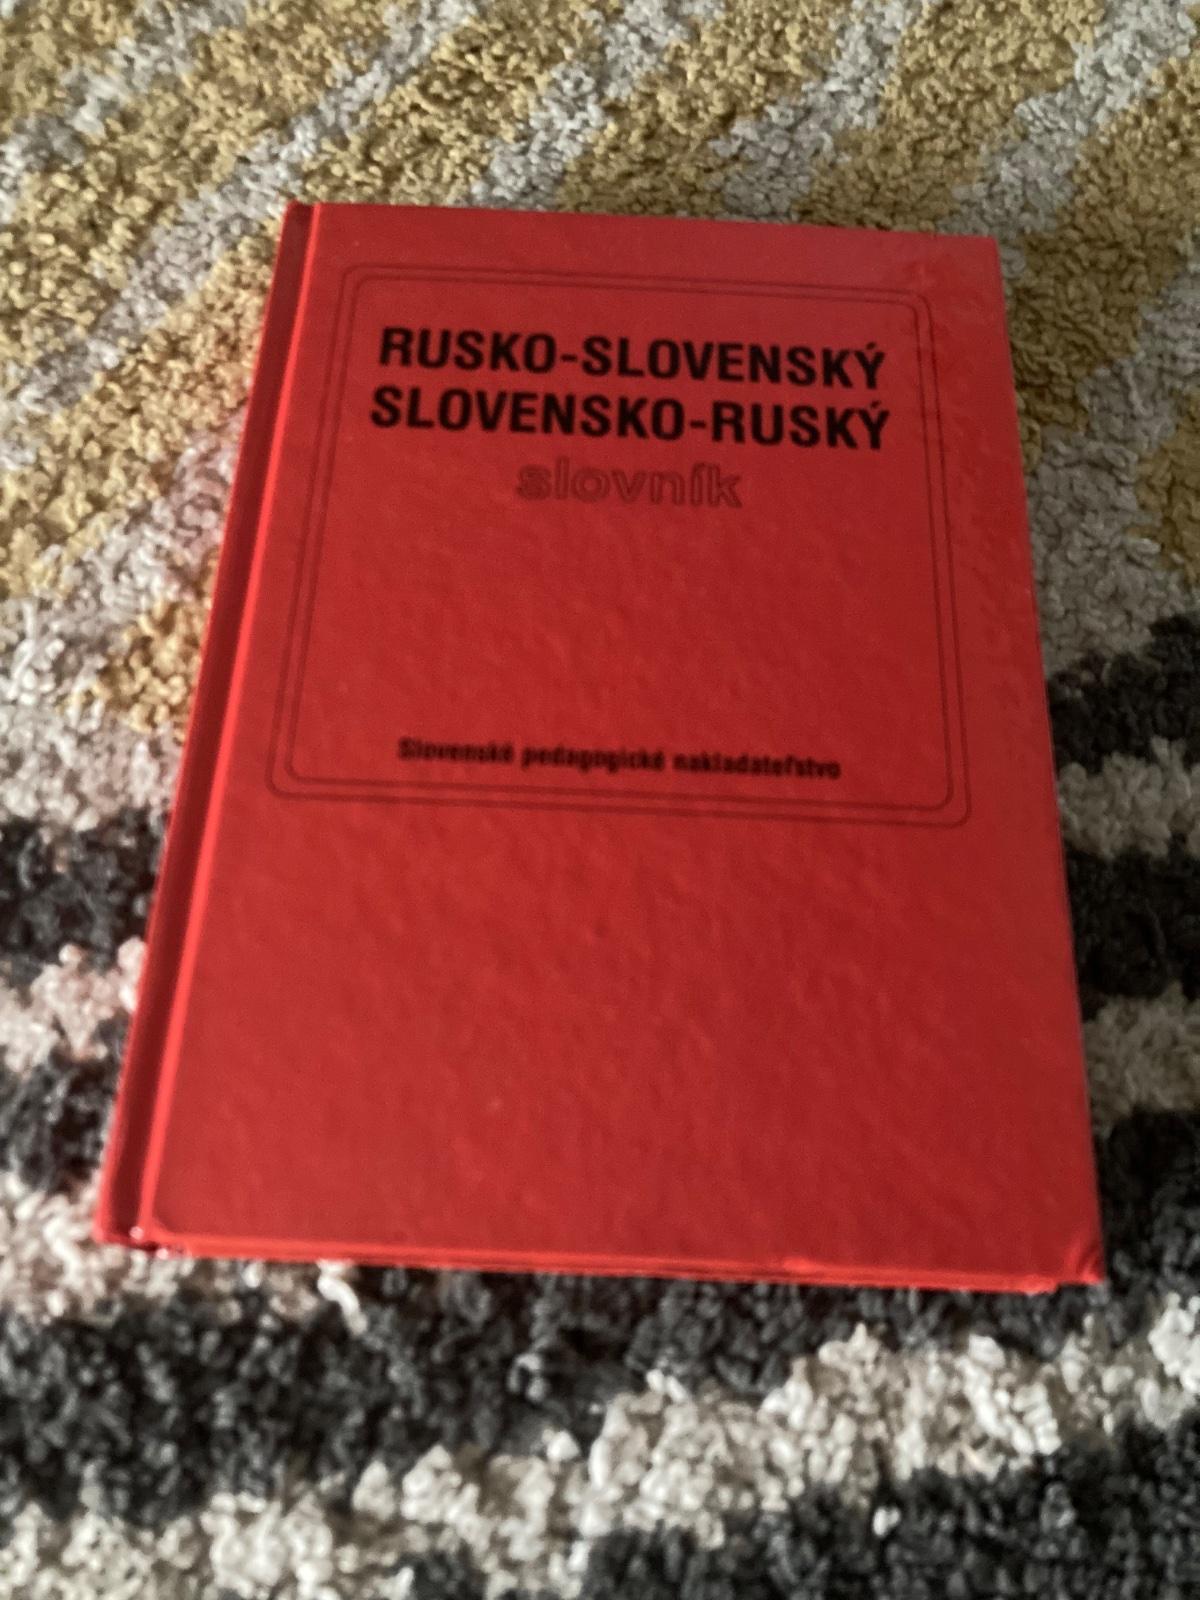 RUSKO-SLOVENSKÝ
SLOVENSKO-RUSKÝ
slovník
Slovenské pedagogické nakladateľstvo